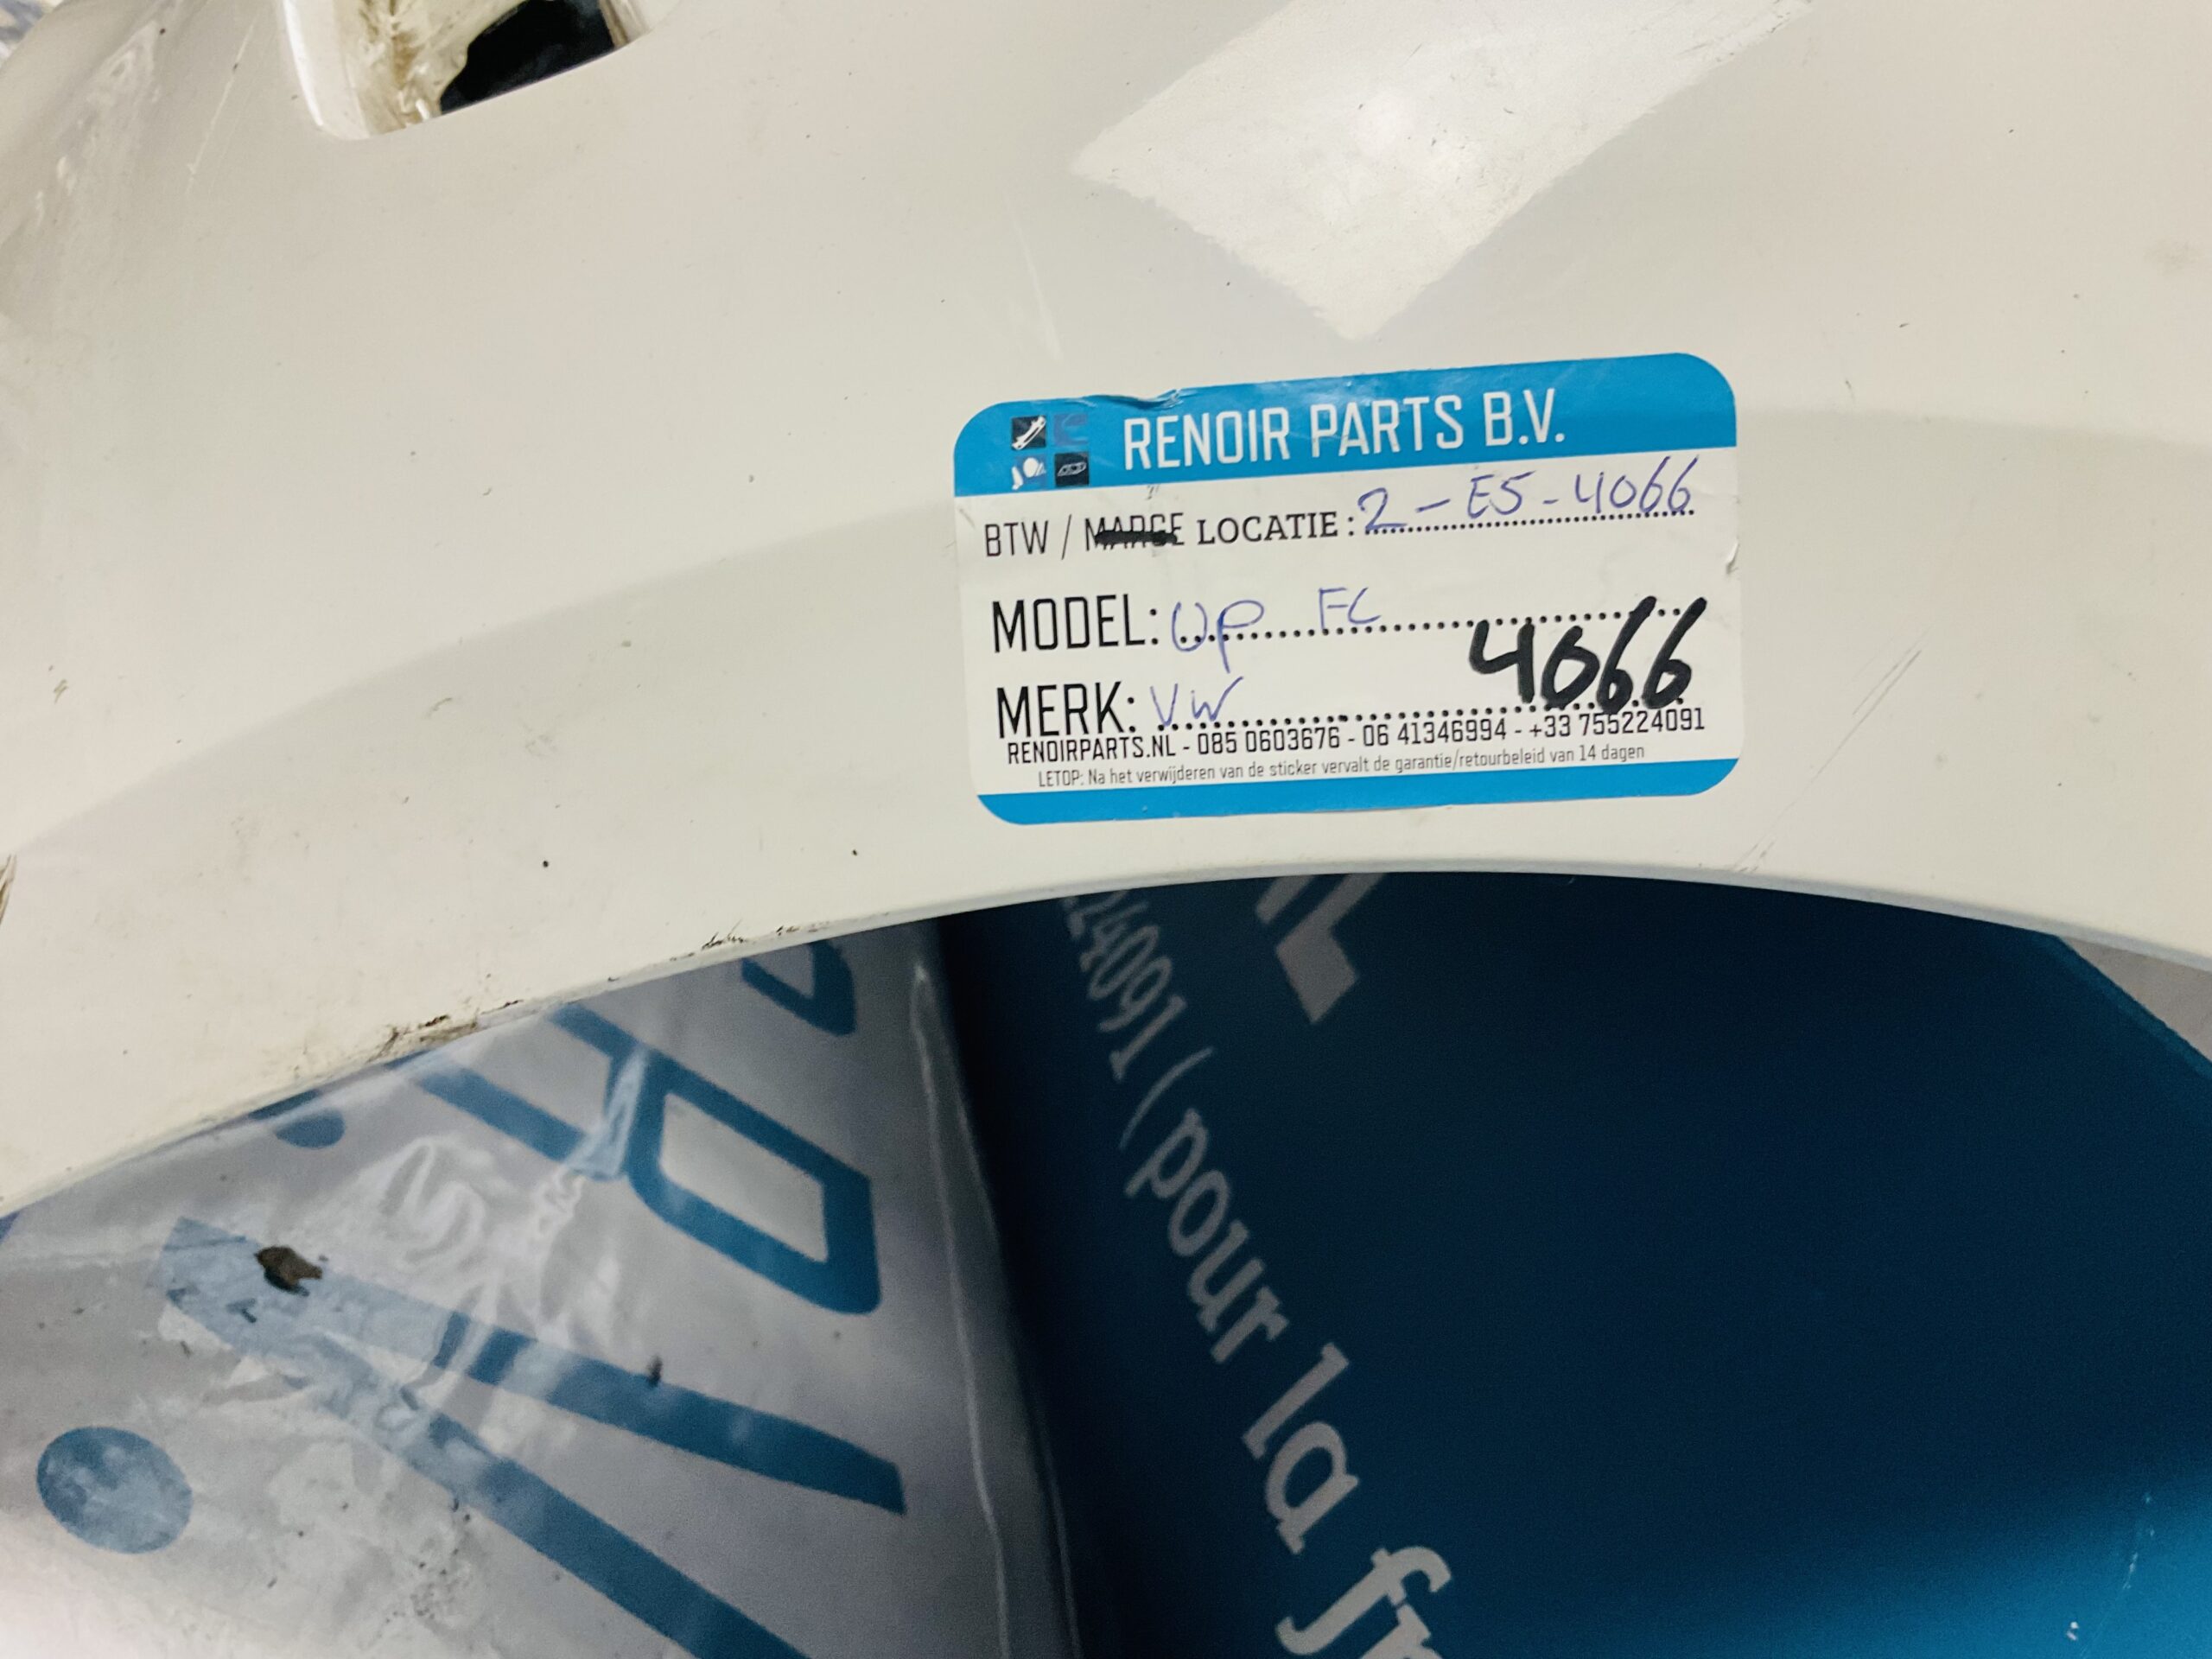 RENOIR PARTS B.V.
BTW / MARGE LOCATIE: 2-E5-4066
MODEL: UP FL
4066
MERK: VW
RENOIRPARTS.NL - 085 0603676 - 06 41346994 - +33 755224091
LETOP: Na het verwijderen van de sticker vervalt de garantie/retourbeleid van 14 dagen
24091 (pour la fr